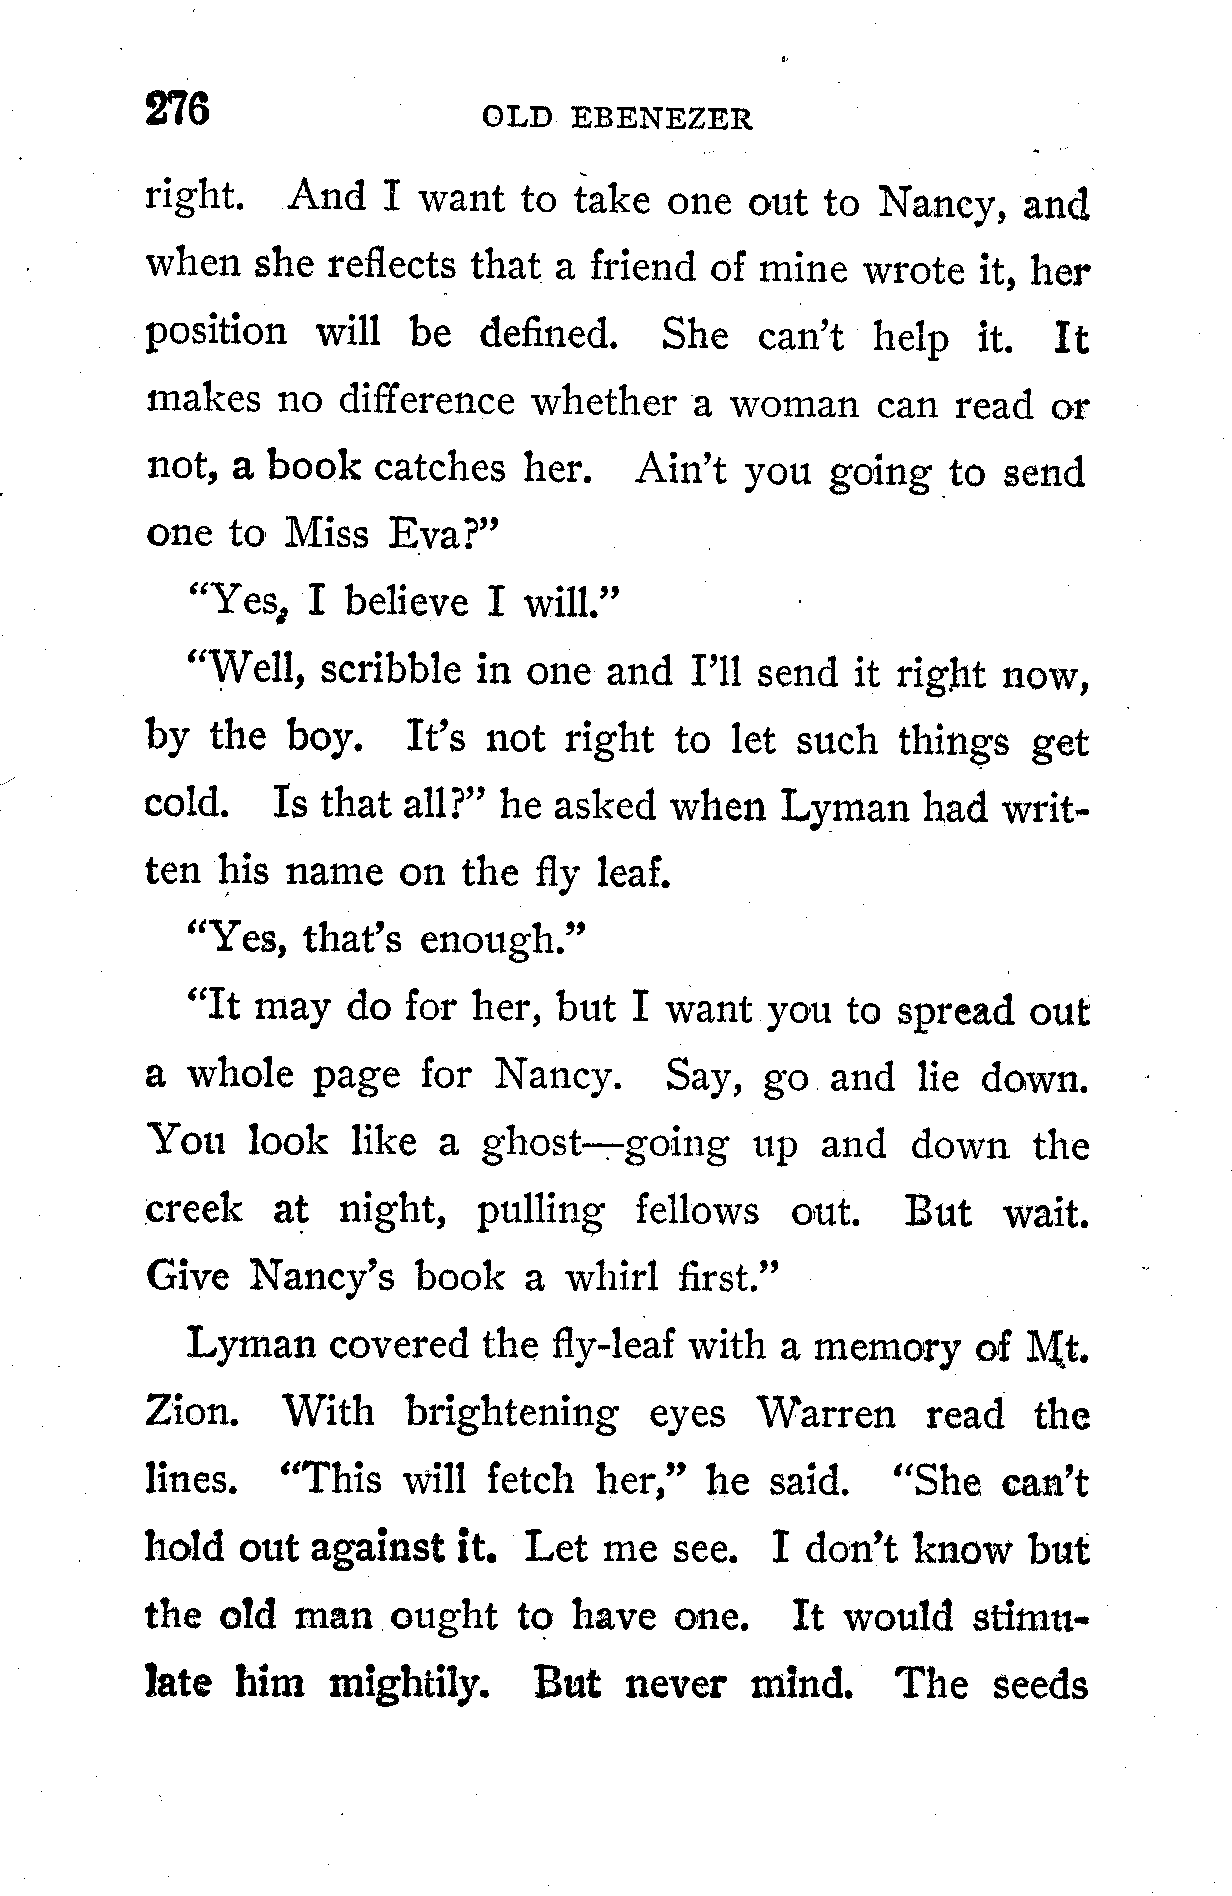 276 OLD EBENEZER
right. And I want to take one out to Nancy, and
when she reflects that a friend of mine wrote it, her
position will be defined. She can't help it. It
makes no difference whether a woman can read or
not, a book catches her. Ain't you going to send
one to Miss Eva?"
"Yes, I believe I will."
"Well, scribble in one and I'll send it right now,
by the boy. It's not right to let such things get
cold. Is that all?" he asked when Lyman had writ-
ten his name on the fly leaf.
"Yes, that's enough."
"It may do for her, but I want you to spread out
a whole page for Nancy. Say, go and lie down.
You look like a ghost—going up and down the
creek at night, pulling fellows out. But wait.
Give Nancy's book a whirl first."
Lyman covered the fly-leaf with a memory of Mt.
Zion. With brightening eyes Warren read the
lines. "This will fetch her," he said. "She can't
hold out against it. Let me see. I don't know but
the old man ought to have one. It would stimu-
late him mightily. But never mind. The seeds